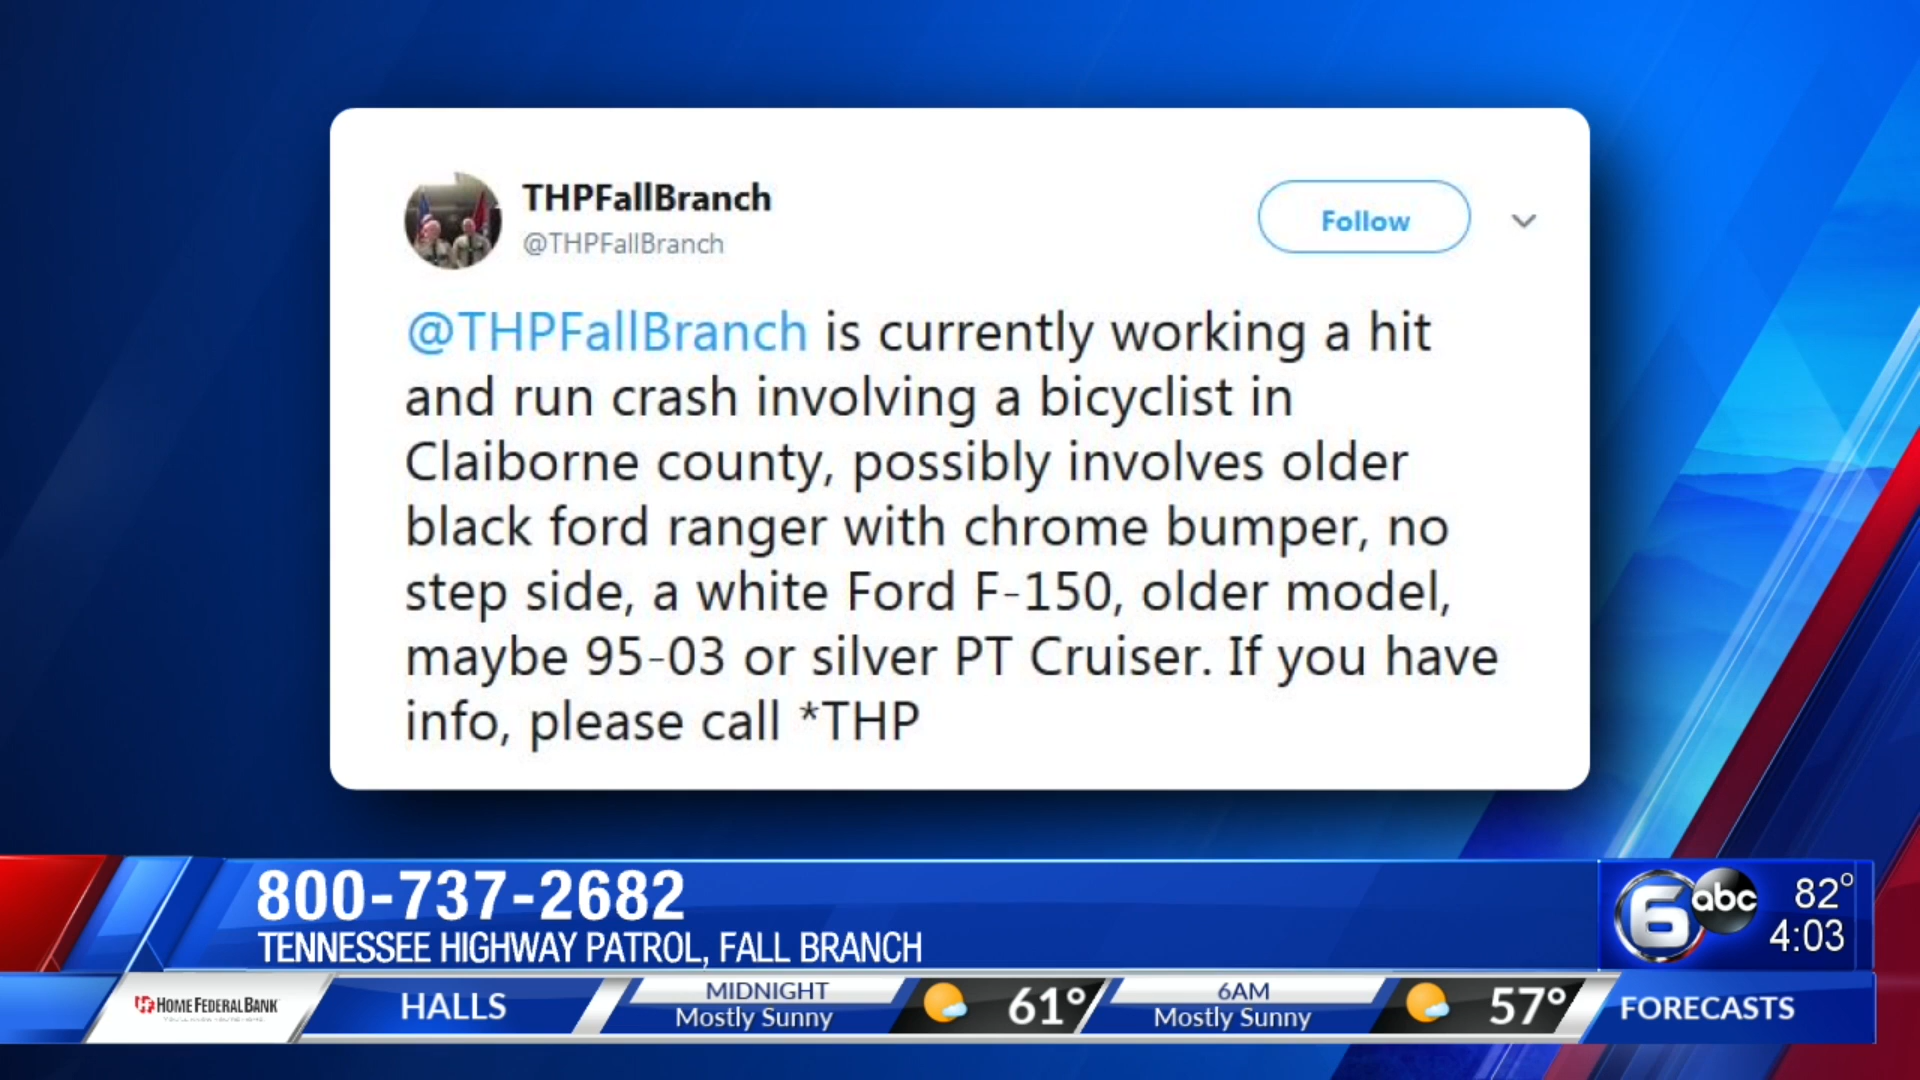 THPFallBranch
@THPFallBranch
Follow
@THPFallBranch is currently working a hit
and run crash involving a bicyclist in
Claiborne county, possibly involves older
black ford ranger with chrome bumper, no
step side, a white Ford F-150, older model,
maybe 95-03 or silver PT Cruiser. If you have
info, please call *THP
800-737-2682
TENNESSEE HIGHWAY PATROL, FALL BRANCH
6 abc
82°
4:03
HOME FEDERAL BANK
HALLS
MIDNIGHT
Mostly Sunny
61°
6AM
Mostly Sunny
57°
FORECASTS